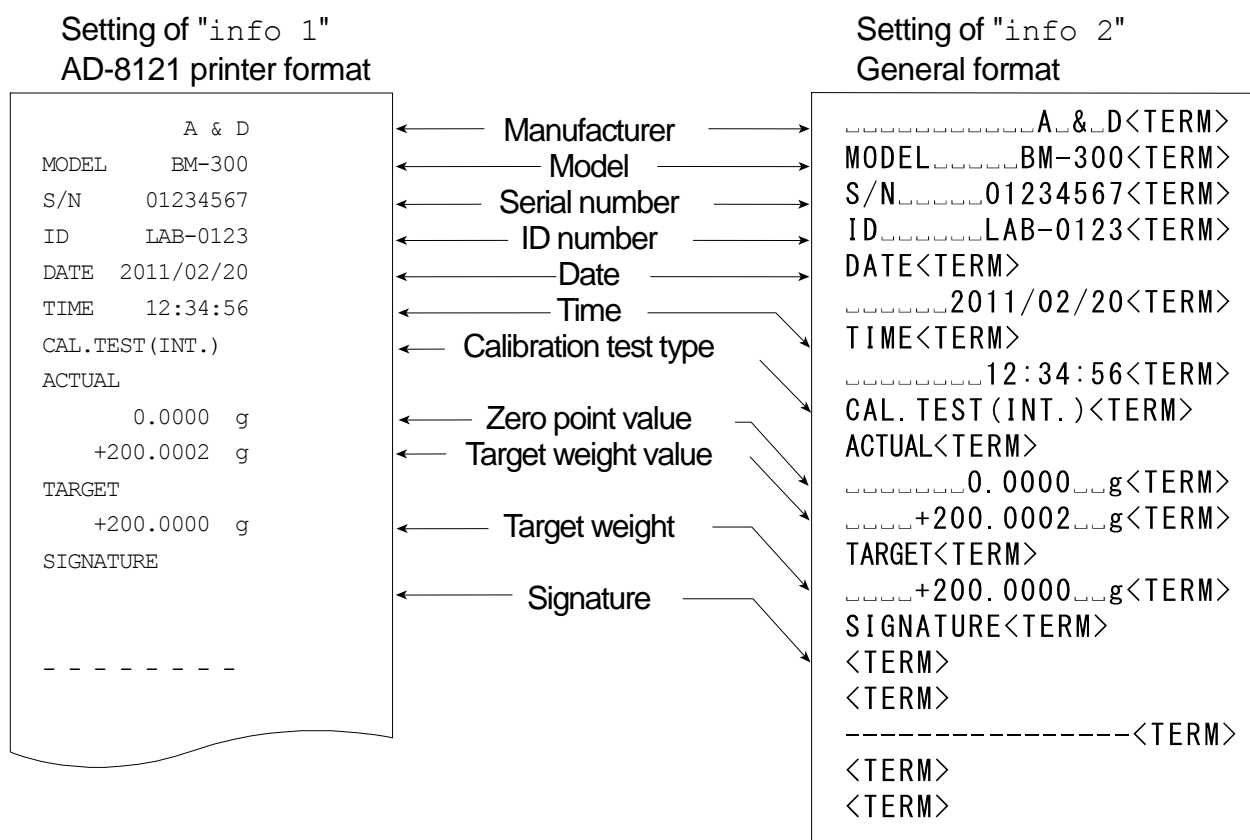 Setting of "info 1"
AD-8121 printer format
A & D
MODEL BM-300
S/N 01234567
ID LAB-0123
DATE 2011/02/20
TIME 12:34:56
CAL.TEST(INT.)
ACTUAL
0.0000 g
+200.0002 g
TARGET
+200.0000 g
SIGNATURE
- - - - - - - -
Manufacturer
Model
Serial number
ID number
Date
Time
Calibration test type
Zero point value
Target weight value
Target weight
Signature
Setting of "info 2"
General format
␣␣␣␣␣␣␣␣␣␣␣A␣&␣D<TERM>
MODEL␣␣␣␣␣BM-300<TERM>
S/N␣␣␣␣␣01234567<TERM>
ID␣␣␣␣␣␣LAB-0123<TERM>
DATE<TERM>
␣␣␣␣␣␣2011/02/20<TERM>
TIME<TERM>
␣␣␣␣␣␣␣␣12:34:56<TERM>
CAL.TEST(INT.)<TERM>
ACTUAL<TERM>
␣␣␣␣␣␣␣0.0000␣␣g<TERM>
␣␣␣␣+200.0002␣␣g<TERM>
TARGET<TERM>
␣␣␣␣+200.0000␣␣g<TERM>
SIGNATURE<TERM>
<TERM>
<TERM>
----------------<TERM>
<TERM>
<TERM>